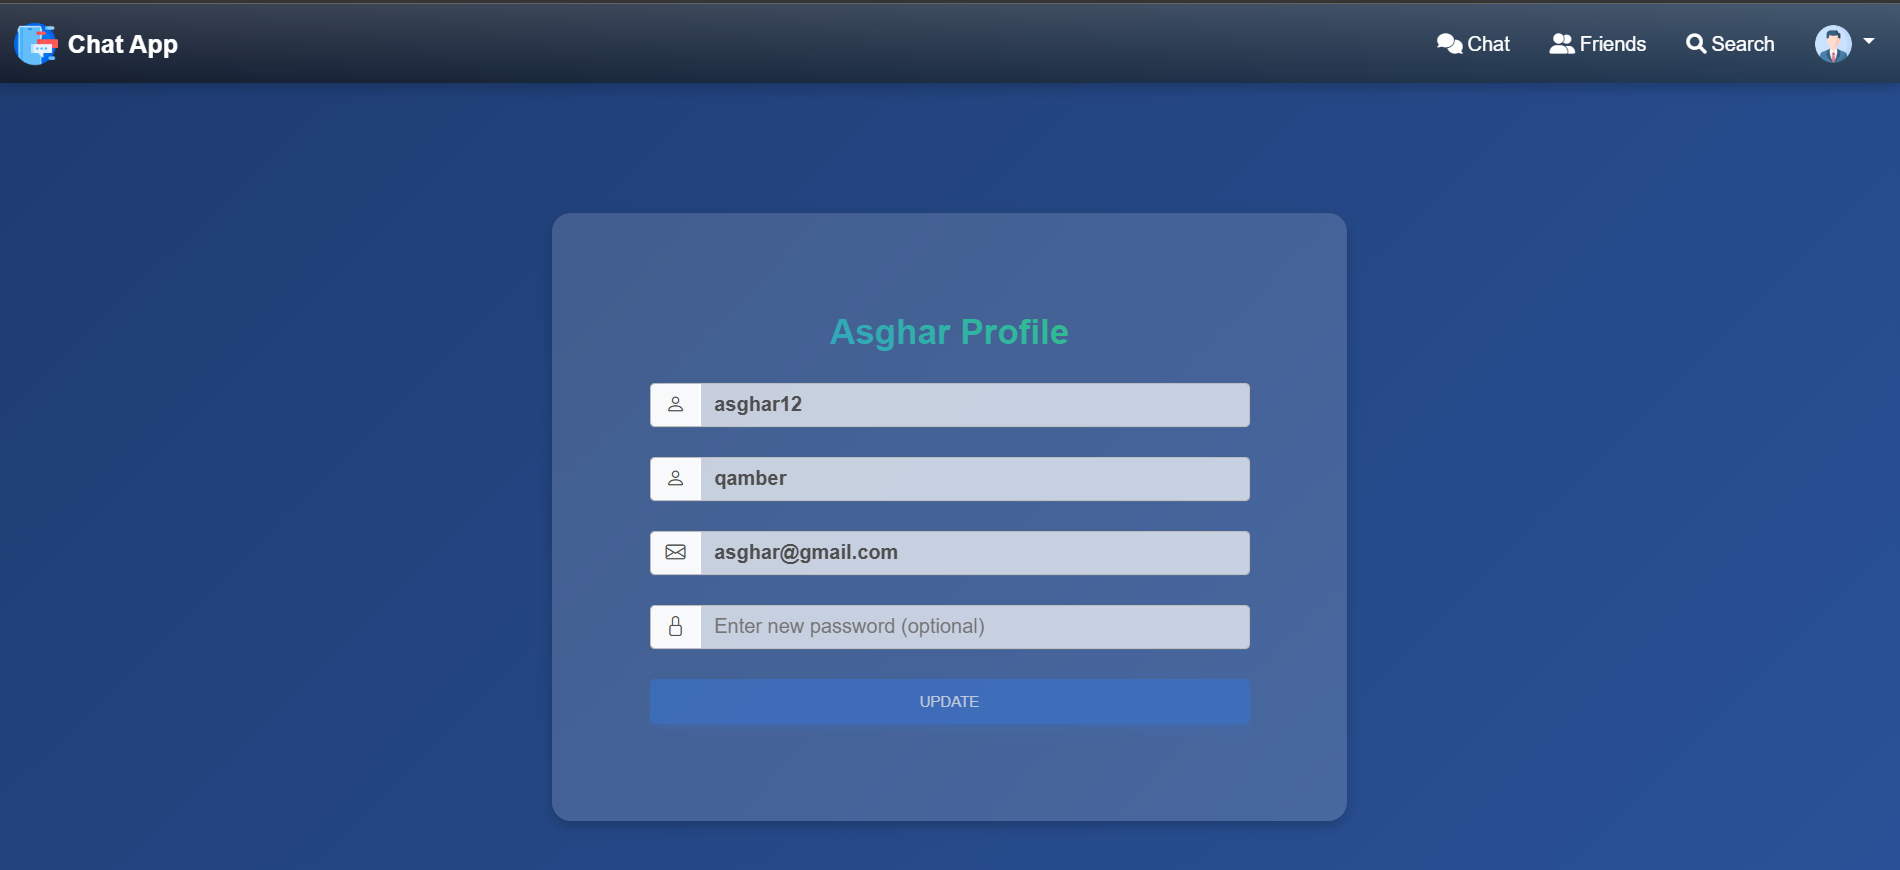 Chat App
Chat
Friends
Search
Asghar Profile
asghar12
qamber
asghar@gmail.com
Enter new password (optional)
UPDATE